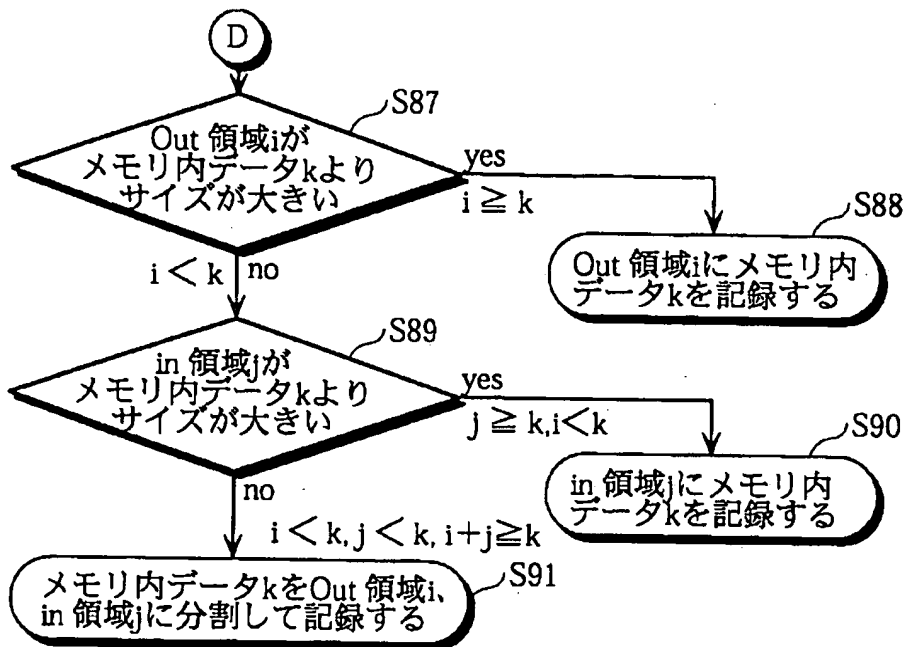 D
S87
Out 領域iが
メモリ内データkより
サイズが大きい
yes
i ≧ k
S88
Out 領域iにメモリ内
データkを記録する
i < k
no
S89
in 領域jが
メモリ内データkより
サイズが大きい
yes
j ≧ k,i<k
S90
in 領域jにメモリ内
データkを記録する
no
i < k, j < k, i+j≧k
S91
メモリ内データkをOut 領域i、
in 領域jに分割して記録する